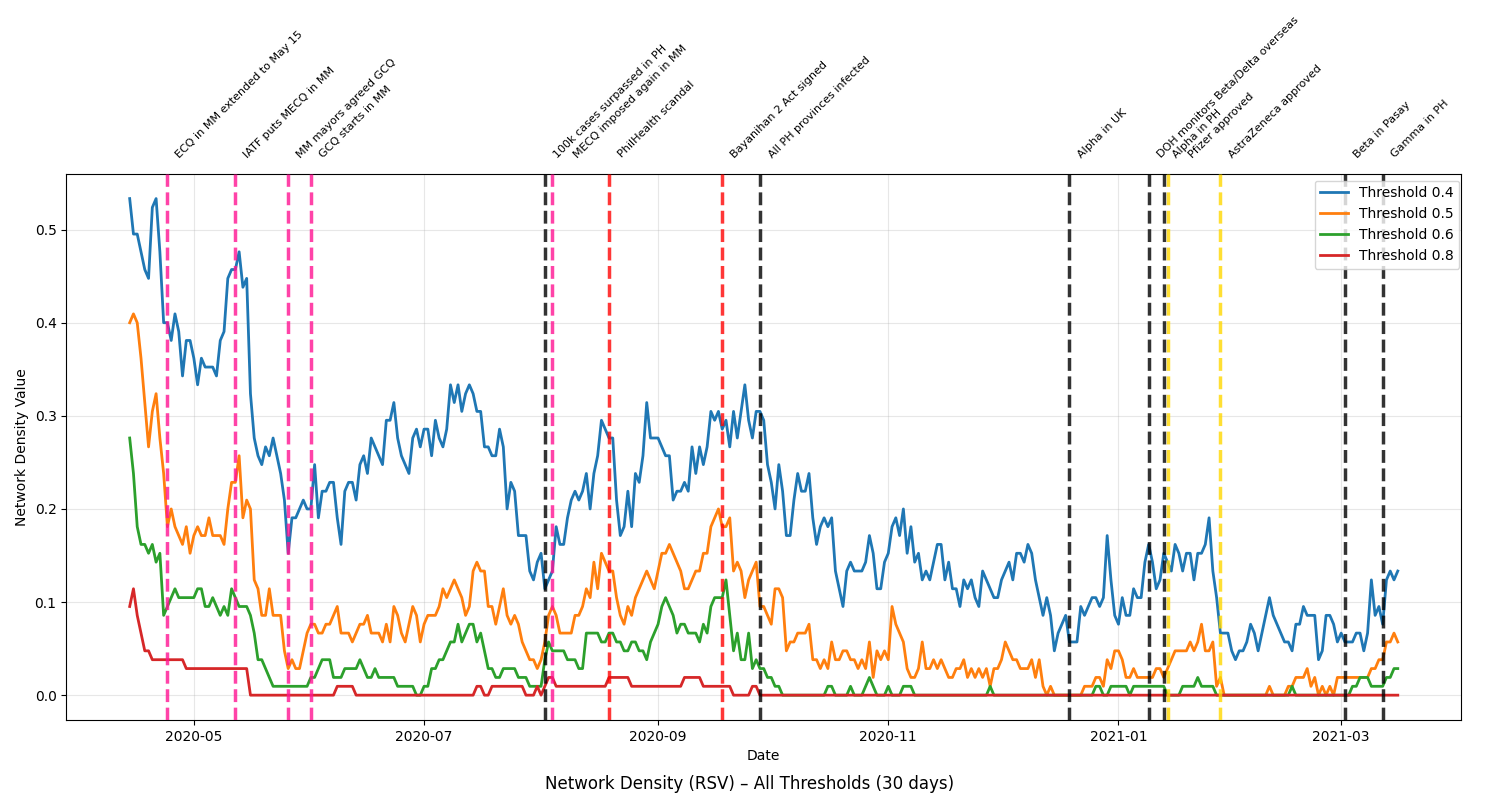 ECQ in MM extended to May 15
IATF puts MECQ in MM
MM mayors agreed GCQ
GCQ starts in MM
100k cases surpassed in PH
MECQ imposed again in MM
PhilHealth scandal
Bayanihan 2 Act signed
All PH provinces infected
Alpha in UK
DOH monitors Beta/Delta overseas
Alpha in PH
Pfizer approved
AstraZeneca approved
Beta in Pasay
Gamma in PH
Threshold 0.4
Threshold 0.5
Threshold 0.6
Threshold 0.8
Network Density Value
0.5
0.4
0.3
0.2
0.1
0.0
2020-05
2020-07
2020-09
2020-11
2021-01
2021-03
Date
Network Density (RSV) – All Thresholds (30 days)